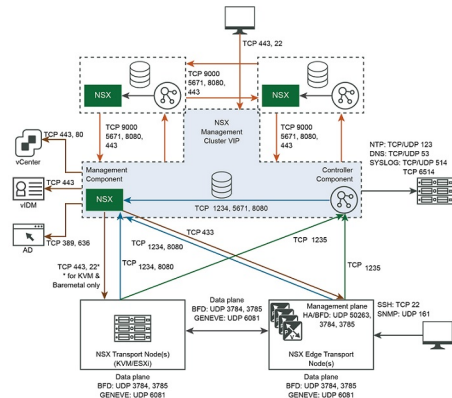 TCP 443, 22
TCP 9000
5671, 8080,
443
NSX
NSX
TCP 9000
5671, 8080,
443
NSX
Management
Cluster VIP
TCP 9000
5671, 8080,
443
NTP: TCP/UDP 123
DNS: TCP/UDP 53
SYSLOG: TCP/UDP 514
TCP 6514
TCP 443, 80
vCenter
Management
Component
Controller
Component
TCP 443
vIDM
NSX
TCP 1234, 5671, 8080
AD
TCP 389, 636
TCP
1234, 8080
TCP 433
TCP
1235
TCP 443, 22*
* for KVM &
Baremetal only
TCP
1234, 8080
TCP
1235
Data plane
BFD: UDP 3784, 3785
GENEVE: UDP 6081
Management plane
HA/BFD: UDP 50263,
3784, 3785
SSH: TCP 22
SNMP: UDP 161
NSX Transport Node(s)
(KVM/ESXi)
NSX Edge Transport
Node(s)
Data plane
BFD: UDP 3784, 3785
GENEVE: UDP 6081
Data plane
BFD: UDP 3784, 3785
GENEVE: UDP 6081